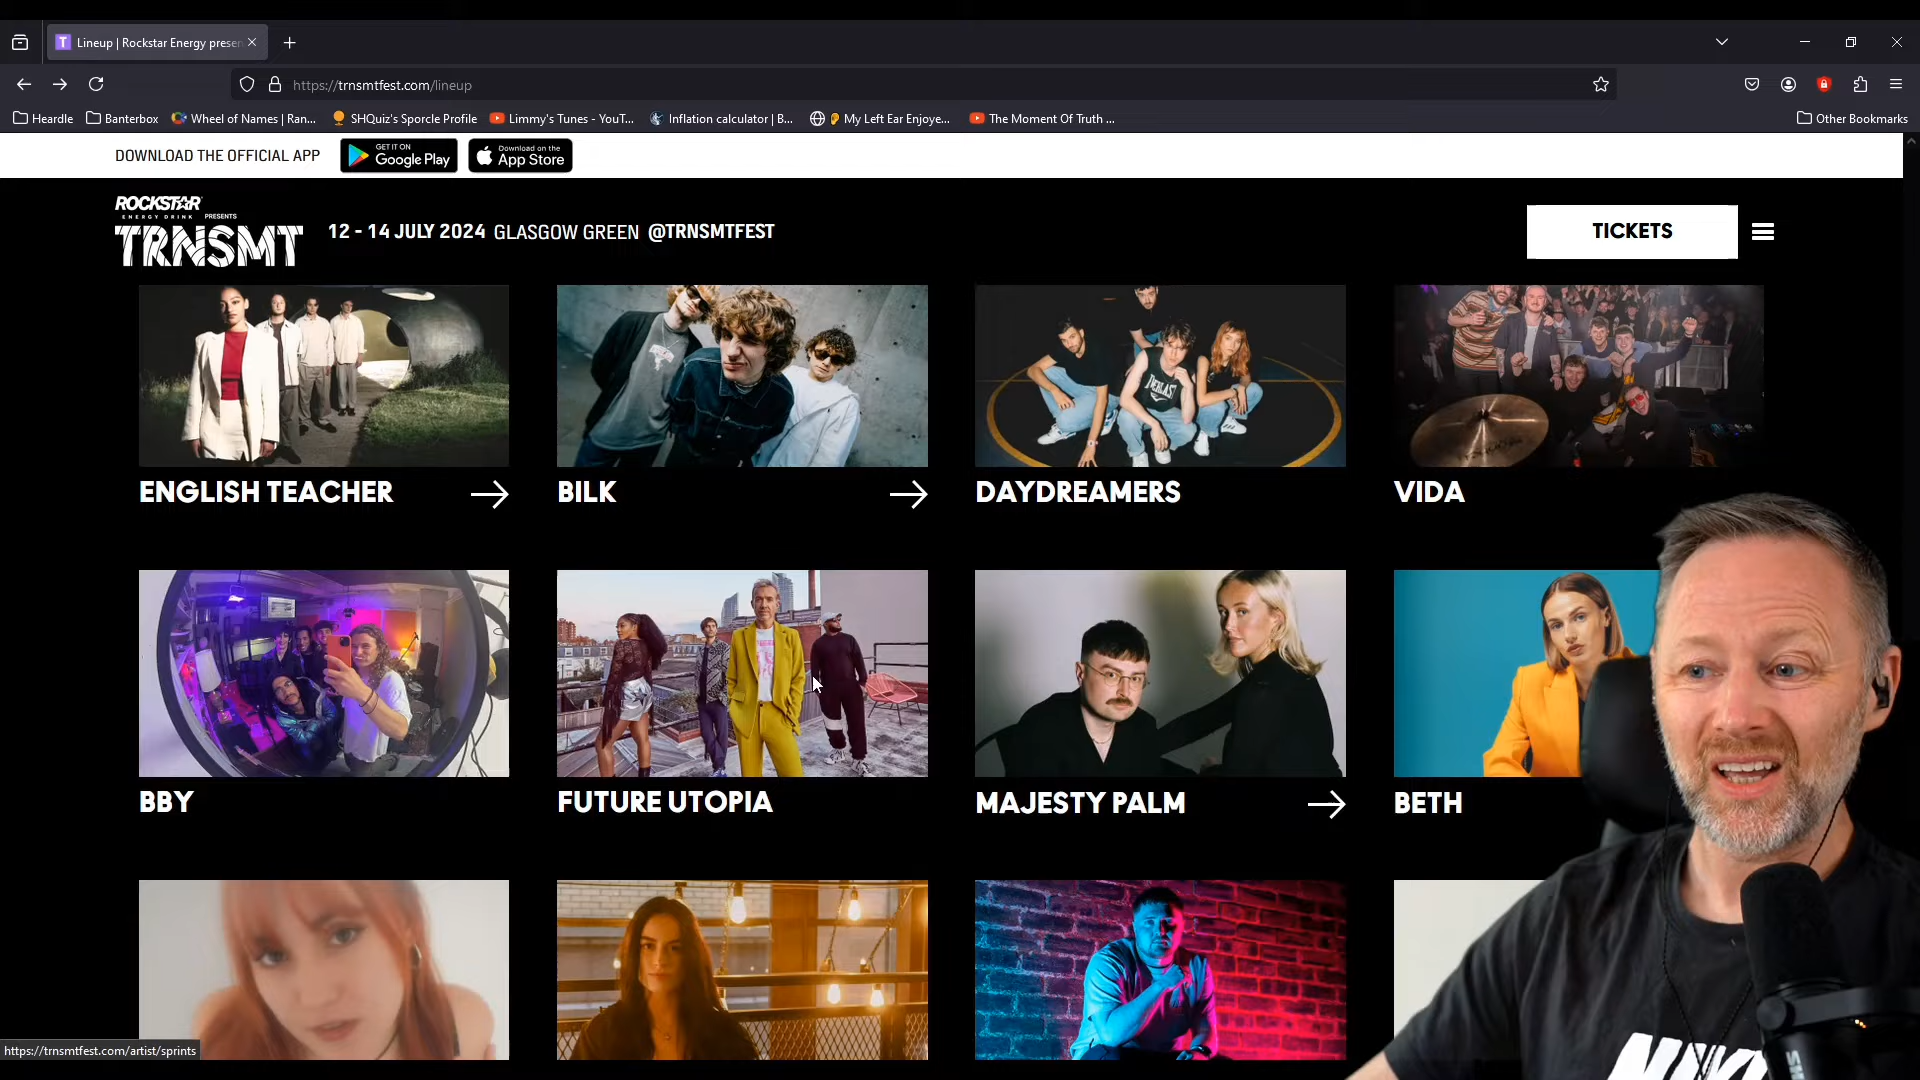 Lineup | Rockstar Energy presen
https://trnsmtfest.com/lineup
Heardle
Banterbox
Wheel of Names | Ran...
SHQuiz's Sporcle Profile
Limmy's Tunes - YouT...
Inflation calculator | B...
My Left Ear Enjoye...
The Moment Of Truth ...
Other Bookmarks
DOWNLOAD THE OFFICIAL APP
GET IT ON
Google Play
Download on the
App Store
ROCKSTAR
ENERGY DRINK PRESENTS
TRNSMT
12 - 14 JULY 2024 GLASGOW GREEN @TRNSMTFEST
TICKETS
EVERLAST
ENGLISH TEACHER
BILK
DAYDREAMERS
VIDA
BBY
FUTURE UTOPIA
MAJESTY PALM
BETH
https://trnsmtfest.com/artist/sprints